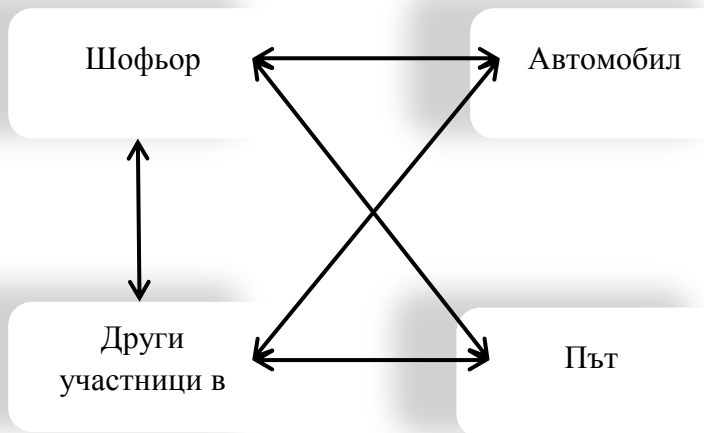 Шофьор
Автомобил
Други
участници в
Път